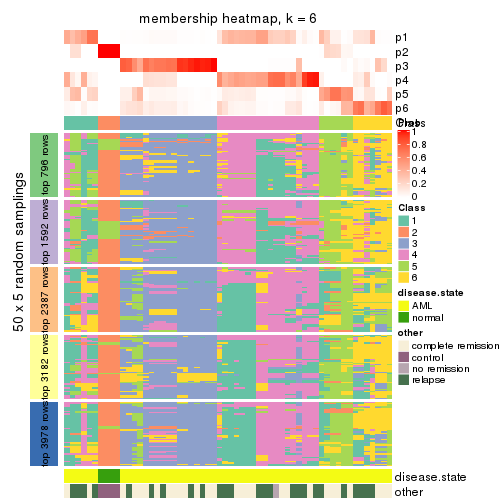 membership heatmap, k = 6
p1
p2
p3
p4
p5
p6
Class
Prob
1
0.8
0.6
0.4
0.2
0
Class
1
2
3
4
5
6
disease.state
AML
normal
other
complete remission
control
no remission
relapse
50 x 5 random samplings
top 796 rows
top 1592 rows
top 2387 rows
top 3182 rows
top 3978 rows
disease.state
other